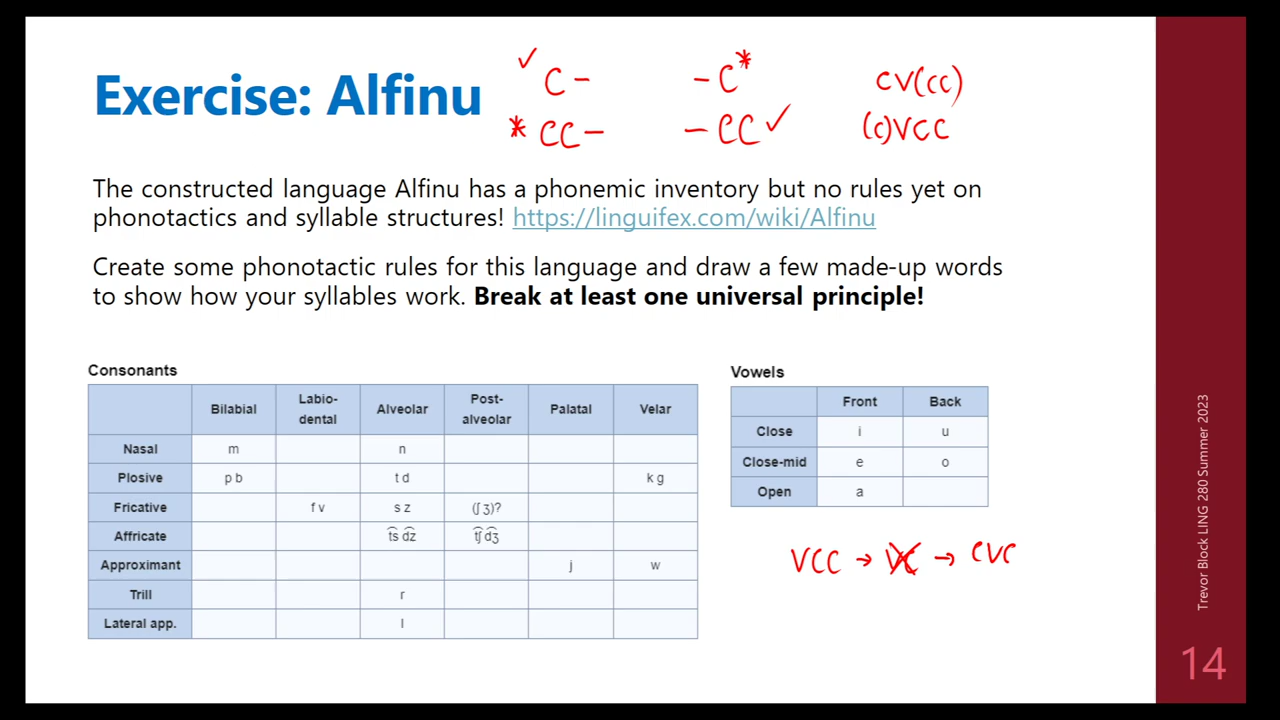 ✓ C – – C* CV(CC)
Exercise: Alfinu
* CC – – CC ✓ (C)VCC
The constructed language Alfinu has a phonemic inventory but no rules yet on
phonotactics and syllable structures! https://linguifex.com/wiki/Alfinu
Create some phonotactic rules for this language and draw a few made-up words
to show how your syllables work. Break at least one universal principle!
Consonants
Bilabial Labio-dental Alveolar Post-alveolar Palatal Velar
Nasal m n
Plosive p b t d k g
Fricative f v s z (ʃ ʒ)?
Affricate t͡s d͡z t͡ʃ d͡ʒ
Approximant j w
Trill r
Lateral app. l
Vowels
Front Back
Close i u
Close-mid e o
Open a
VCC → VC → CVC
Trevor Block LING 280 Summer 2023
14